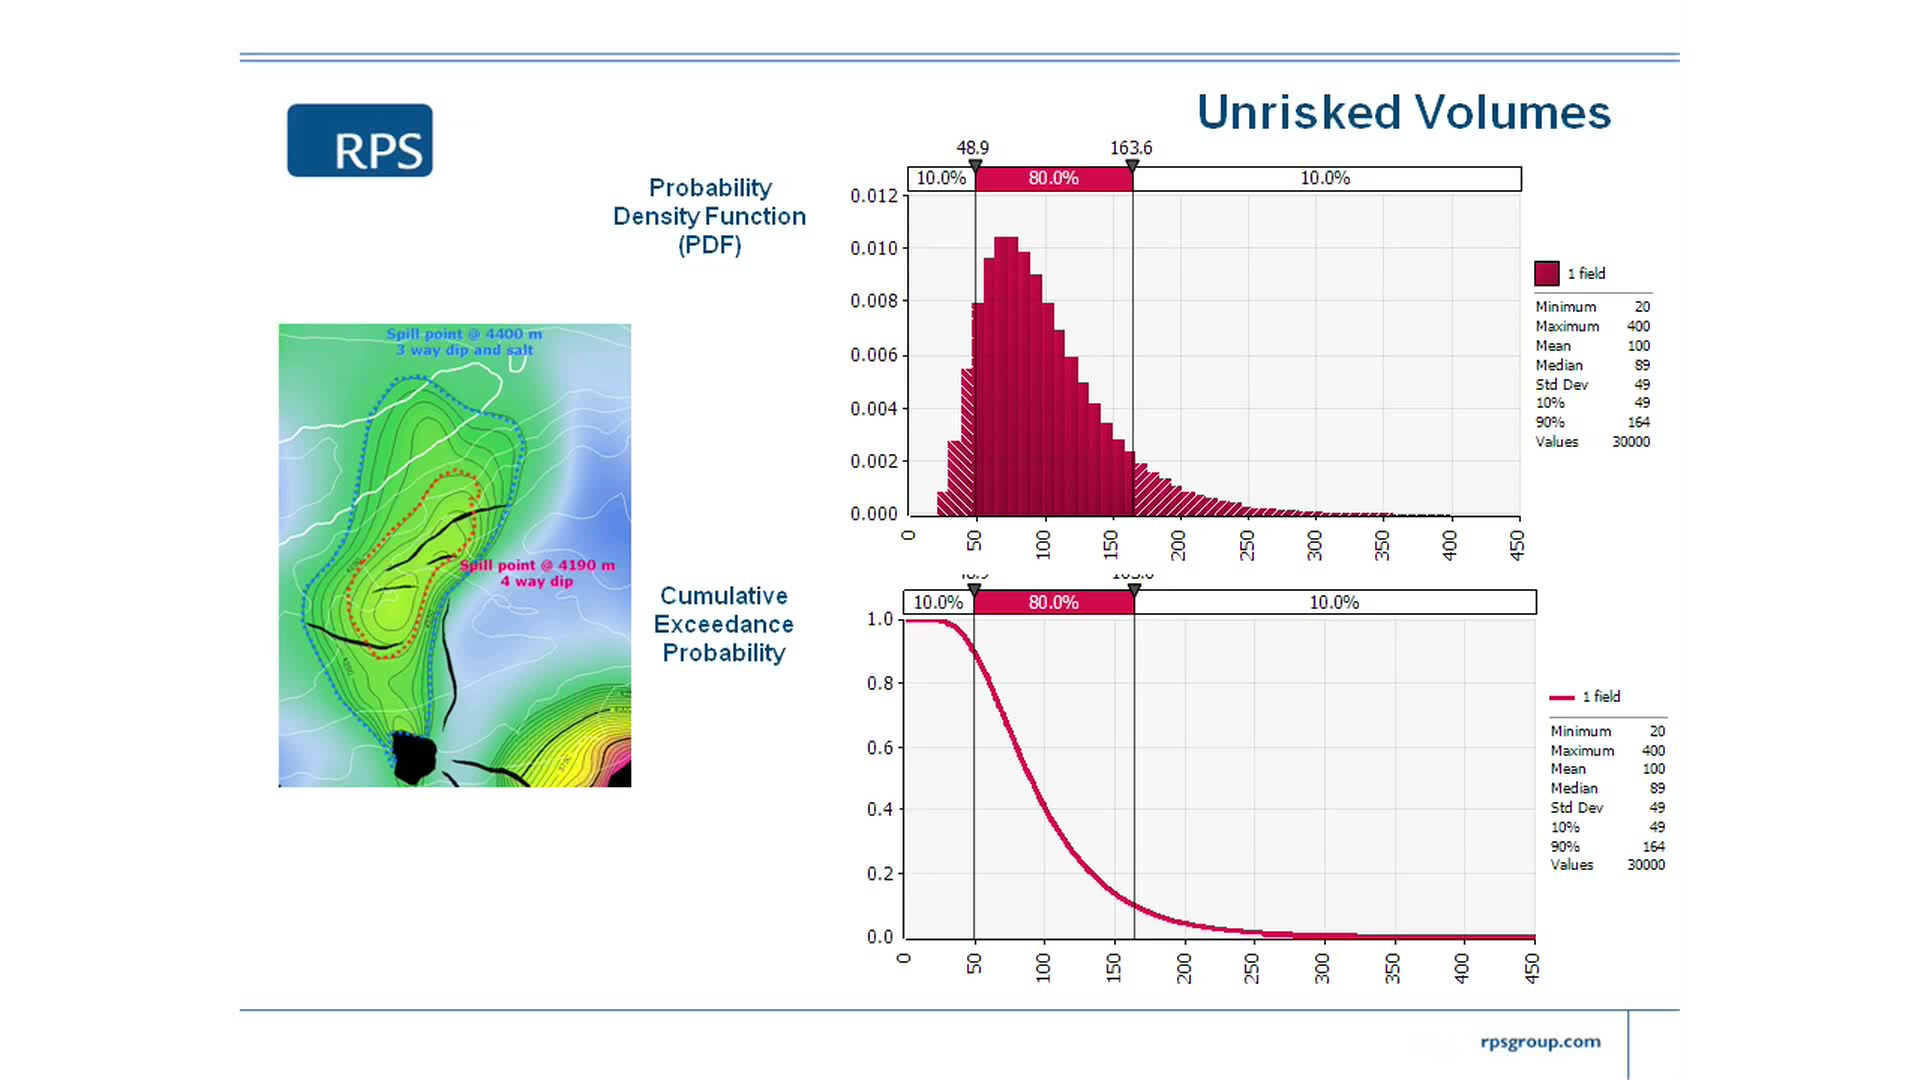 Unrisked Volumes
RPS
Probability
Density Function
(PDF)
48.9 163.6
10.0% 80.0% 10.0%
0.012
0.010
0.008
0.006
0.004
0.002
0.000
0 50 100 150 200 250 300 350 400 450
1 field
Minimum 20
Maximum 400
Mean 100
Median 89
Std Dev 49
10% 49
90% 164
Values 30000
Spill point @ 4400 m
3 way dip and salt
Spill point @ 4190 m
4 way dip
Cumulative
Exceedance
Probability
10.0% 80.0% 10.0%
1.0
0.8
0.6
0.4
0.2
0.0
0 50 100 150 200 250 300 350 400 450
1 field
Minimum 20
Maximum 400
Mean 100
Median 89
Std Dev 49
10% 49
90% 164
Values 30000
rpsgroup.com